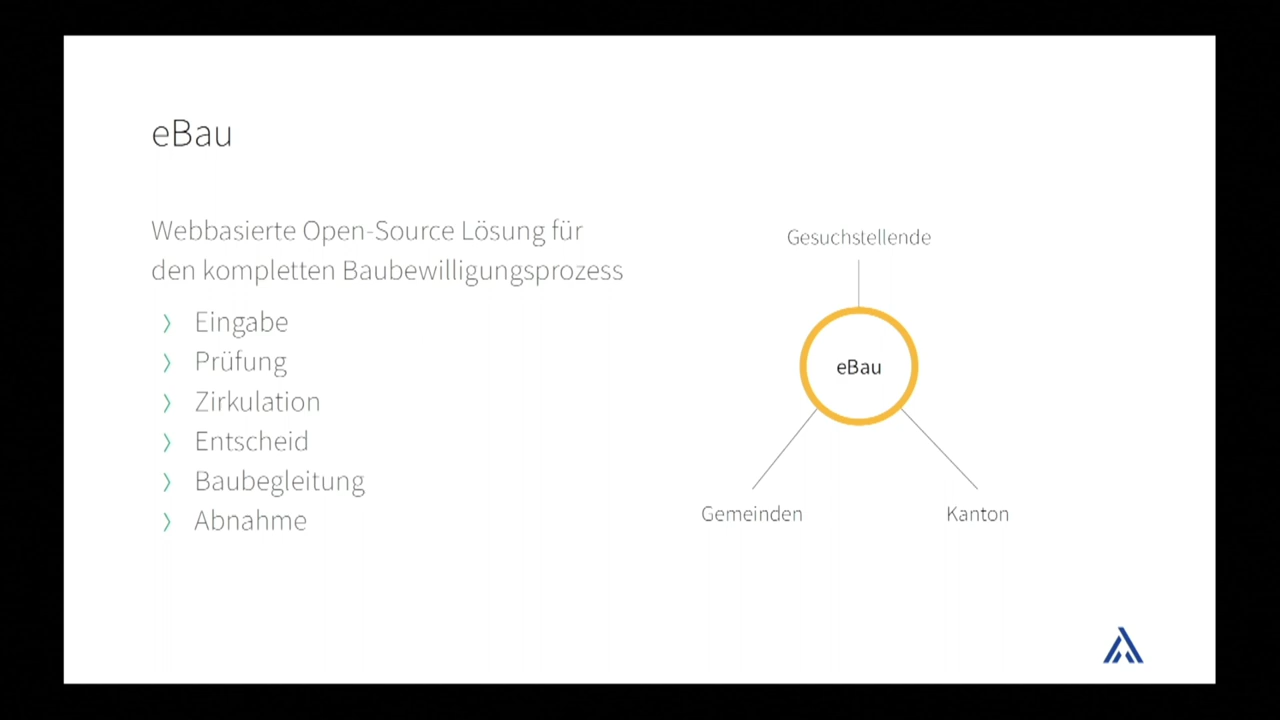 eBau
Webbasierte Open-Source Lösung für
den kompletten Baubewilligungsprozess
Eingabe
Prüfung
Zirkulation
Entscheid
Baubegleitung
Abnahme
Gesuchstellende
eBau
Gemeinden
Kanton